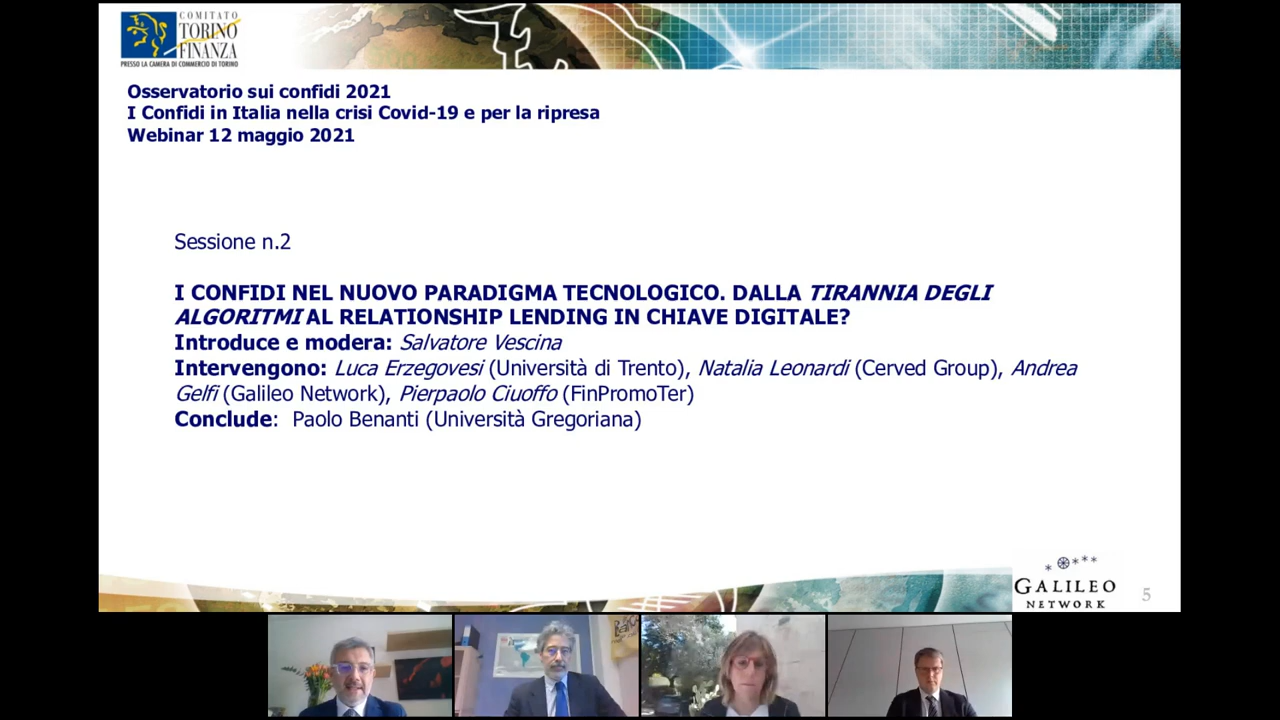 COMITATO
TORINO
FINANZA
PRESSO LA CAMERA DI COMMERCIO DI TORINO
Osservatorio sui confidi 2021
I Confidi in Italia nella crisi Covid-19 e per la ripresa
Webinar 12 maggio 2021
Sessione n.2
I CONFIDI NEL NUOVO PARADIGMA TECNOLOGICO. DALLA TIRANNIA DEGLI
ALGORITMI AL RELATIONSHIP LENDING IN CHIAVE DIGITALE?
Introduce e modera: Salvatore Vescina
Intervengono: Luca Erzegovesi (Università di Trento), Natalia Leonardi (Cerved Group), Andrea
Gelfi (Galileo Network), Pierpaolo Ciuoffo (FinPromoTer)
Conclude: Paolo Benanti (Università Gregoriana)
GALILEO
NETWORK
5